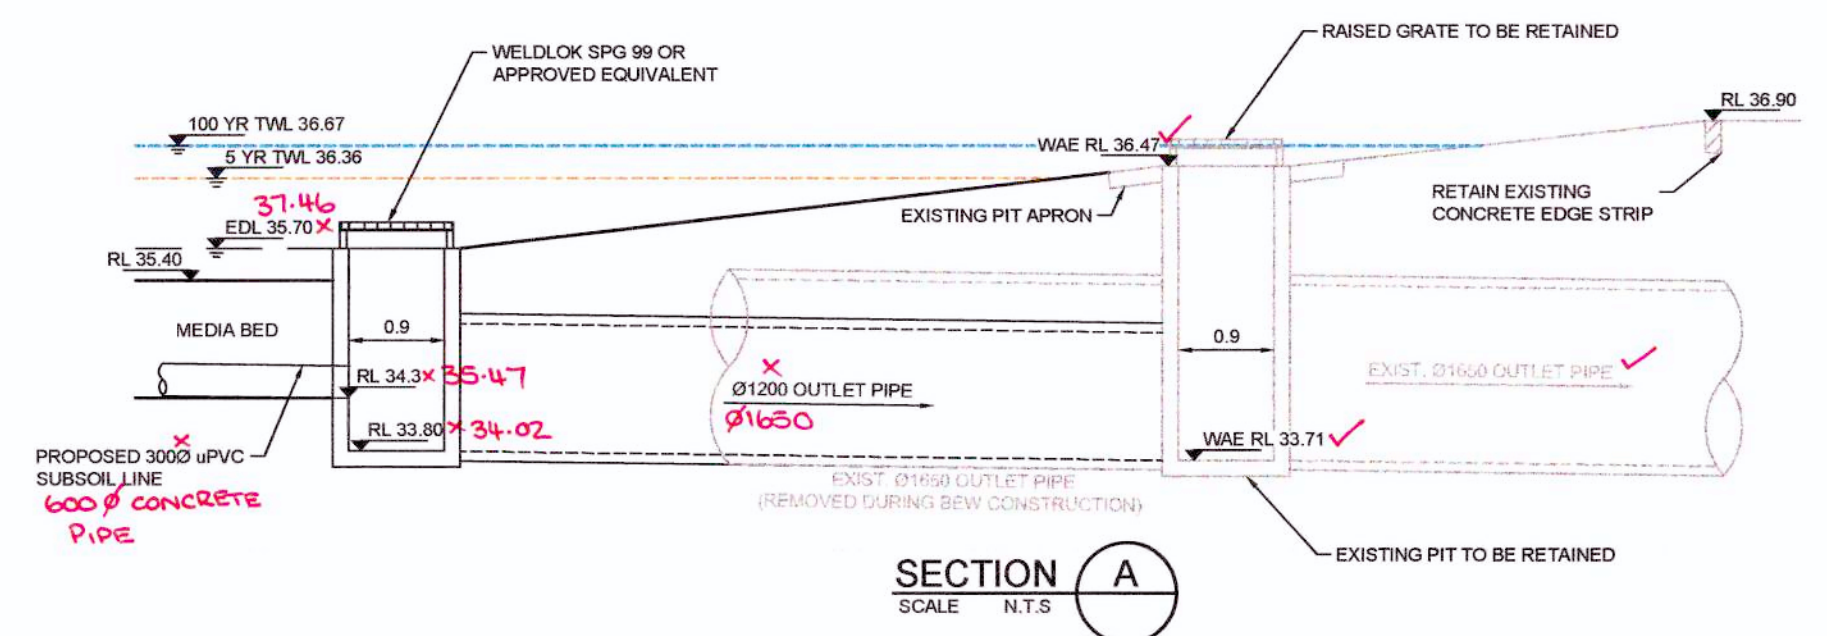 WELDLOK SPG 99 OR
APPROVED EQUIVALENT
RAISED GRATE TO BE RETAINED
RL 36.90
100 YR TWL 36.67
WAE RL 36.47
5 YR TWL 36.36
RETAIN EXISTING
CONCRETE EDGE STRIP
37.46
EDL 35.70
EXISTING PIT APRON
RL 35.40
MEDIA BED
0.9
0.9
RL 34.3 35.47
Ø1200 OUTLET PIPE
Ø1650
EXIST. Ø1650 OUTLET PIPE
RL 33.80 34.02
WAE RL 33.71
PROPOSED 300Ø uPVC
SUBSOIL LINE
600 Ø CONCRETE
PIPE
EXIST. Ø1650 OUTLET PIPE
(REMOVED DURING BEW CONSTRUCTION)
EXISTING PIT TO BE RETAINED
SECTION A
SCALE N.T.S